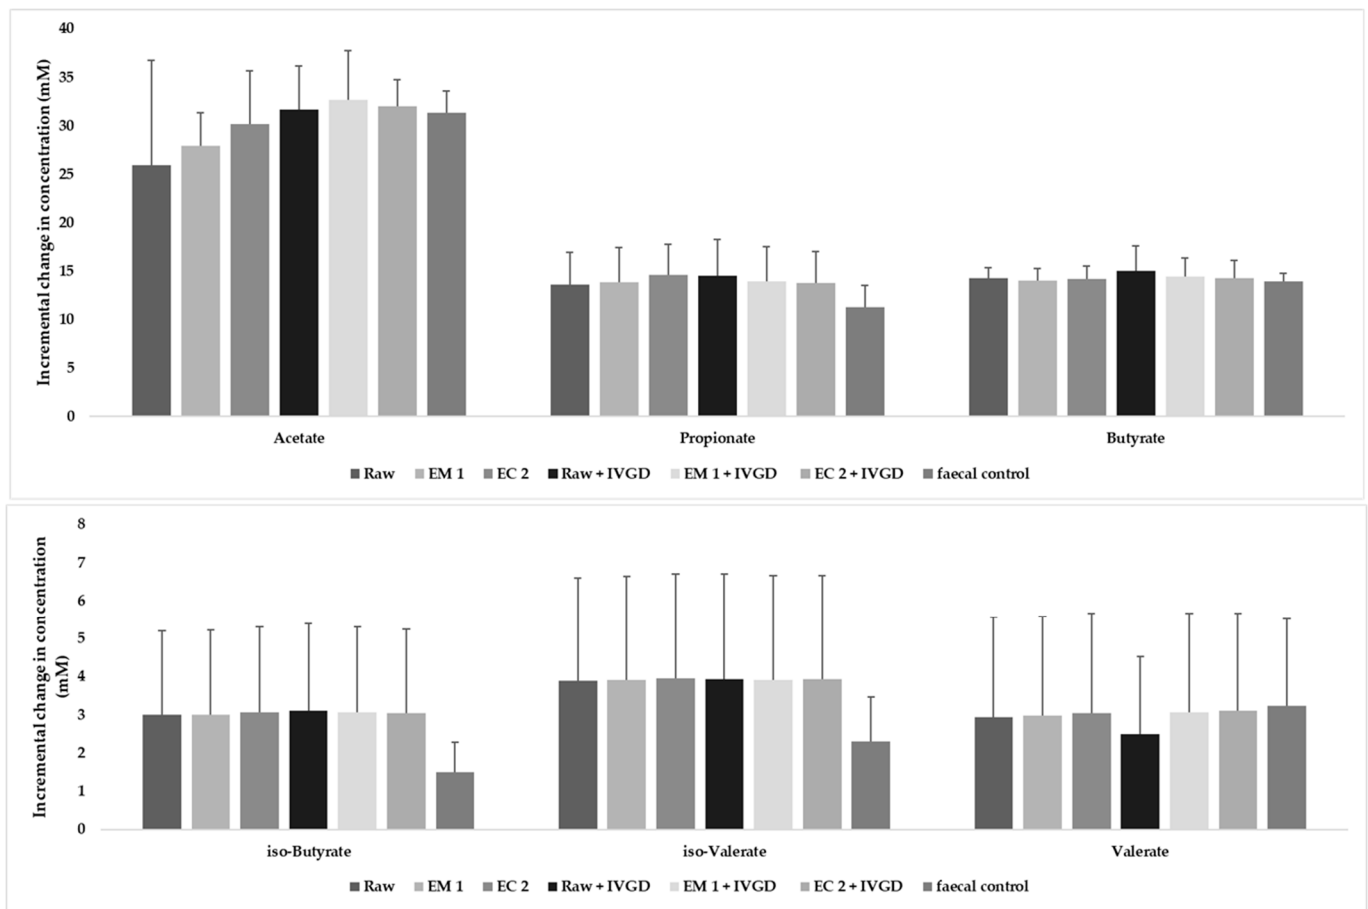 Incremental change in concentration (mM)
40
35
30
25
20
15
10
5
0
Acetate Propionate Butyrate
Raw EM 1 EC 2 Raw + IVGD EM 1 + IVGD EC 2 + IVGD faecal control
Incremental change in concentration
(mM)
8
7
6
5
4
3
2
1
0
iso-Butyrate iso-Valerate Valerate
Raw EM 1 EC 2 Raw + IVGD EM 1 + IVGD EC 2 + IVGD faecal control